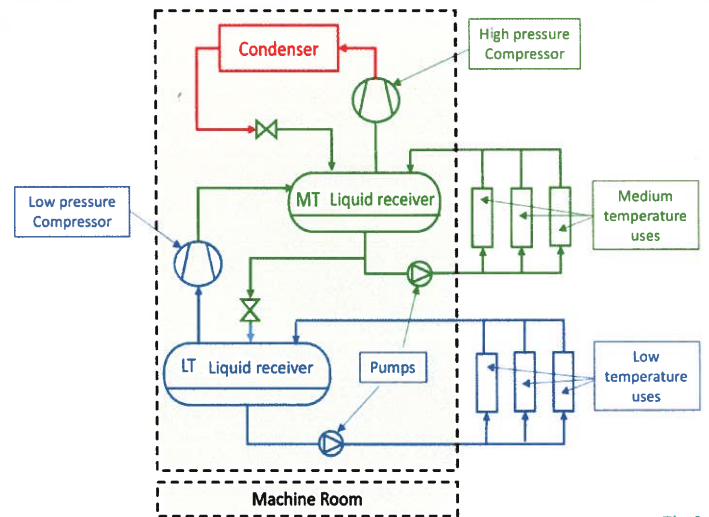 Condenser
High pressure
Compressor
MT Liquid receiver
Low pressure
Compressor
Medium
temperature
uses
LT Liquid receiver
Pumps
Low
temperature
uses
Machine Room